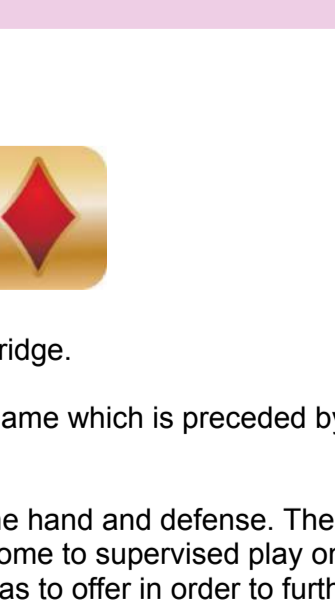 ridge.
ame which is preceded by
e hand and defense. The
ome to supervised play or
as to offer in order to furth